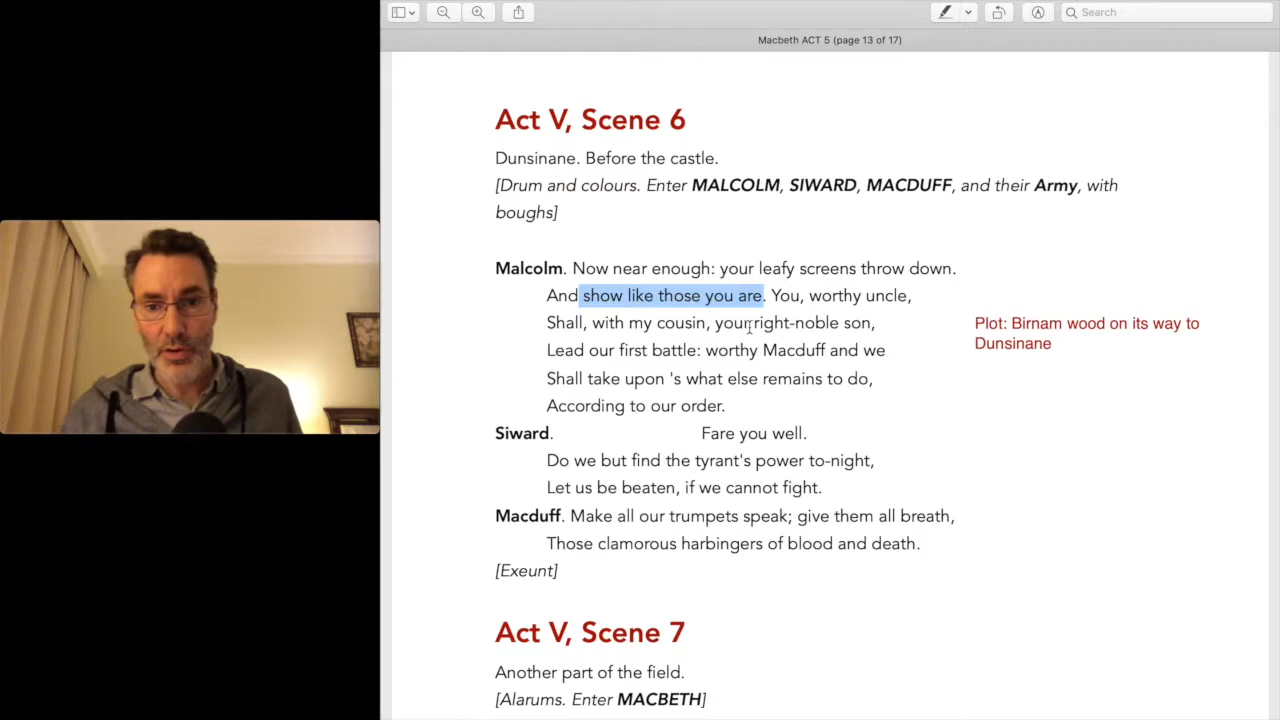 Search
Macbeth ACT 5 (page 13 of 17)
Act V, Scene 6
Dunsinane. Before the castle.
[Drum and colours. Enter MALCOLM, SIWARD, MACDUFF, and their Army, with
boughs]
Malcolm. Now near enough: your leafy screens throw down.
And show like those you are. You, worthy uncle,
Shall, with my cousin, your right-noble son,
Lead our first battle: worthy Macduff and we
Shall take upon 's what else remains to do,
According to our order.
Plot: Birnam wood on its way to
Dunsinane
Siward. Fare you well.
Do we but find the tyrant's power to-night,
Let us be beaten, if we cannot fight.
Macduff. Make all our trumpets speak; give them all breath,
Those clamorous harbingers of blood and death.
[Exeunt]
Act V, Scene 7
Another part of the field.
[Alarums. Enter MACBETH]